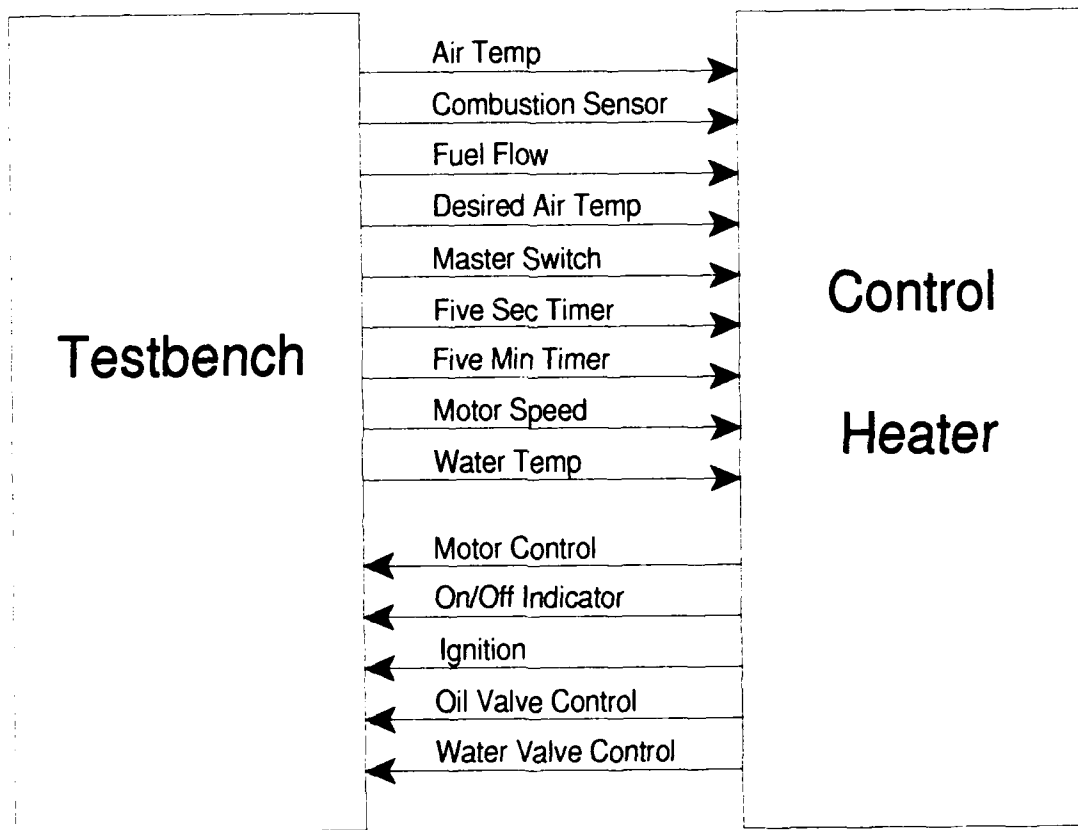 Air Temp
Combustion Sensor
Fuel Flow
Desired Air Temp
Master Switch
Five Sec Timer
Five Min Timer
Motor Speed
Water Temp
Motor Control
On/Off Indicator
Ignition
Oil Valve Control
Water Valve Control
Testbench
Control
Heater